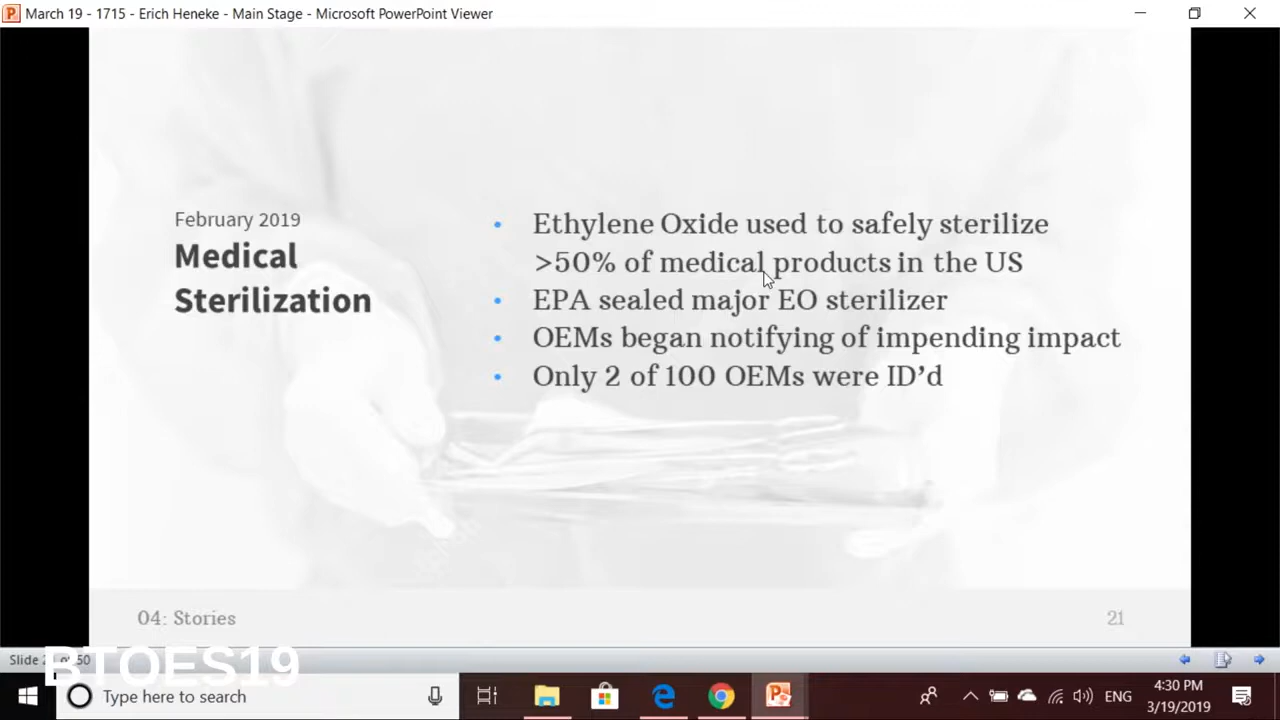 March 19 - 1715 - Erich Heneke - Main Stage - Microsoft PowerPoint Viewer
February 2019
Medical
Sterilization
• Ethylene Oxide used to safely sterilize
>50% of medical products in the US
• EPA sealed major EO sterilizer
• OEMs began notifying of impending impact
• Only 2 of 100 OEMs were ID’d
04: Stories
21
BTOES19
Slide 2 of 50
Type here to search
ENG
4:30 PM
3/19/2019